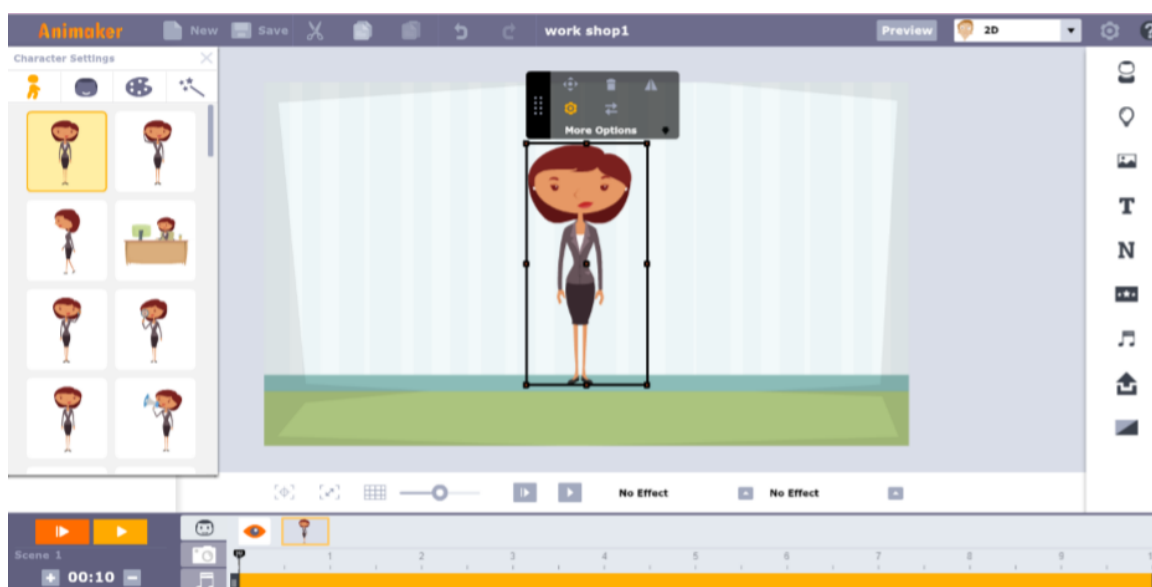 Animaker New Save work shop1 Preview 2D ?
Character Settings
More Options
T
N
No Effect No Effect
Scene 1
1 2 3 4 5 6 7 8 9
00:10